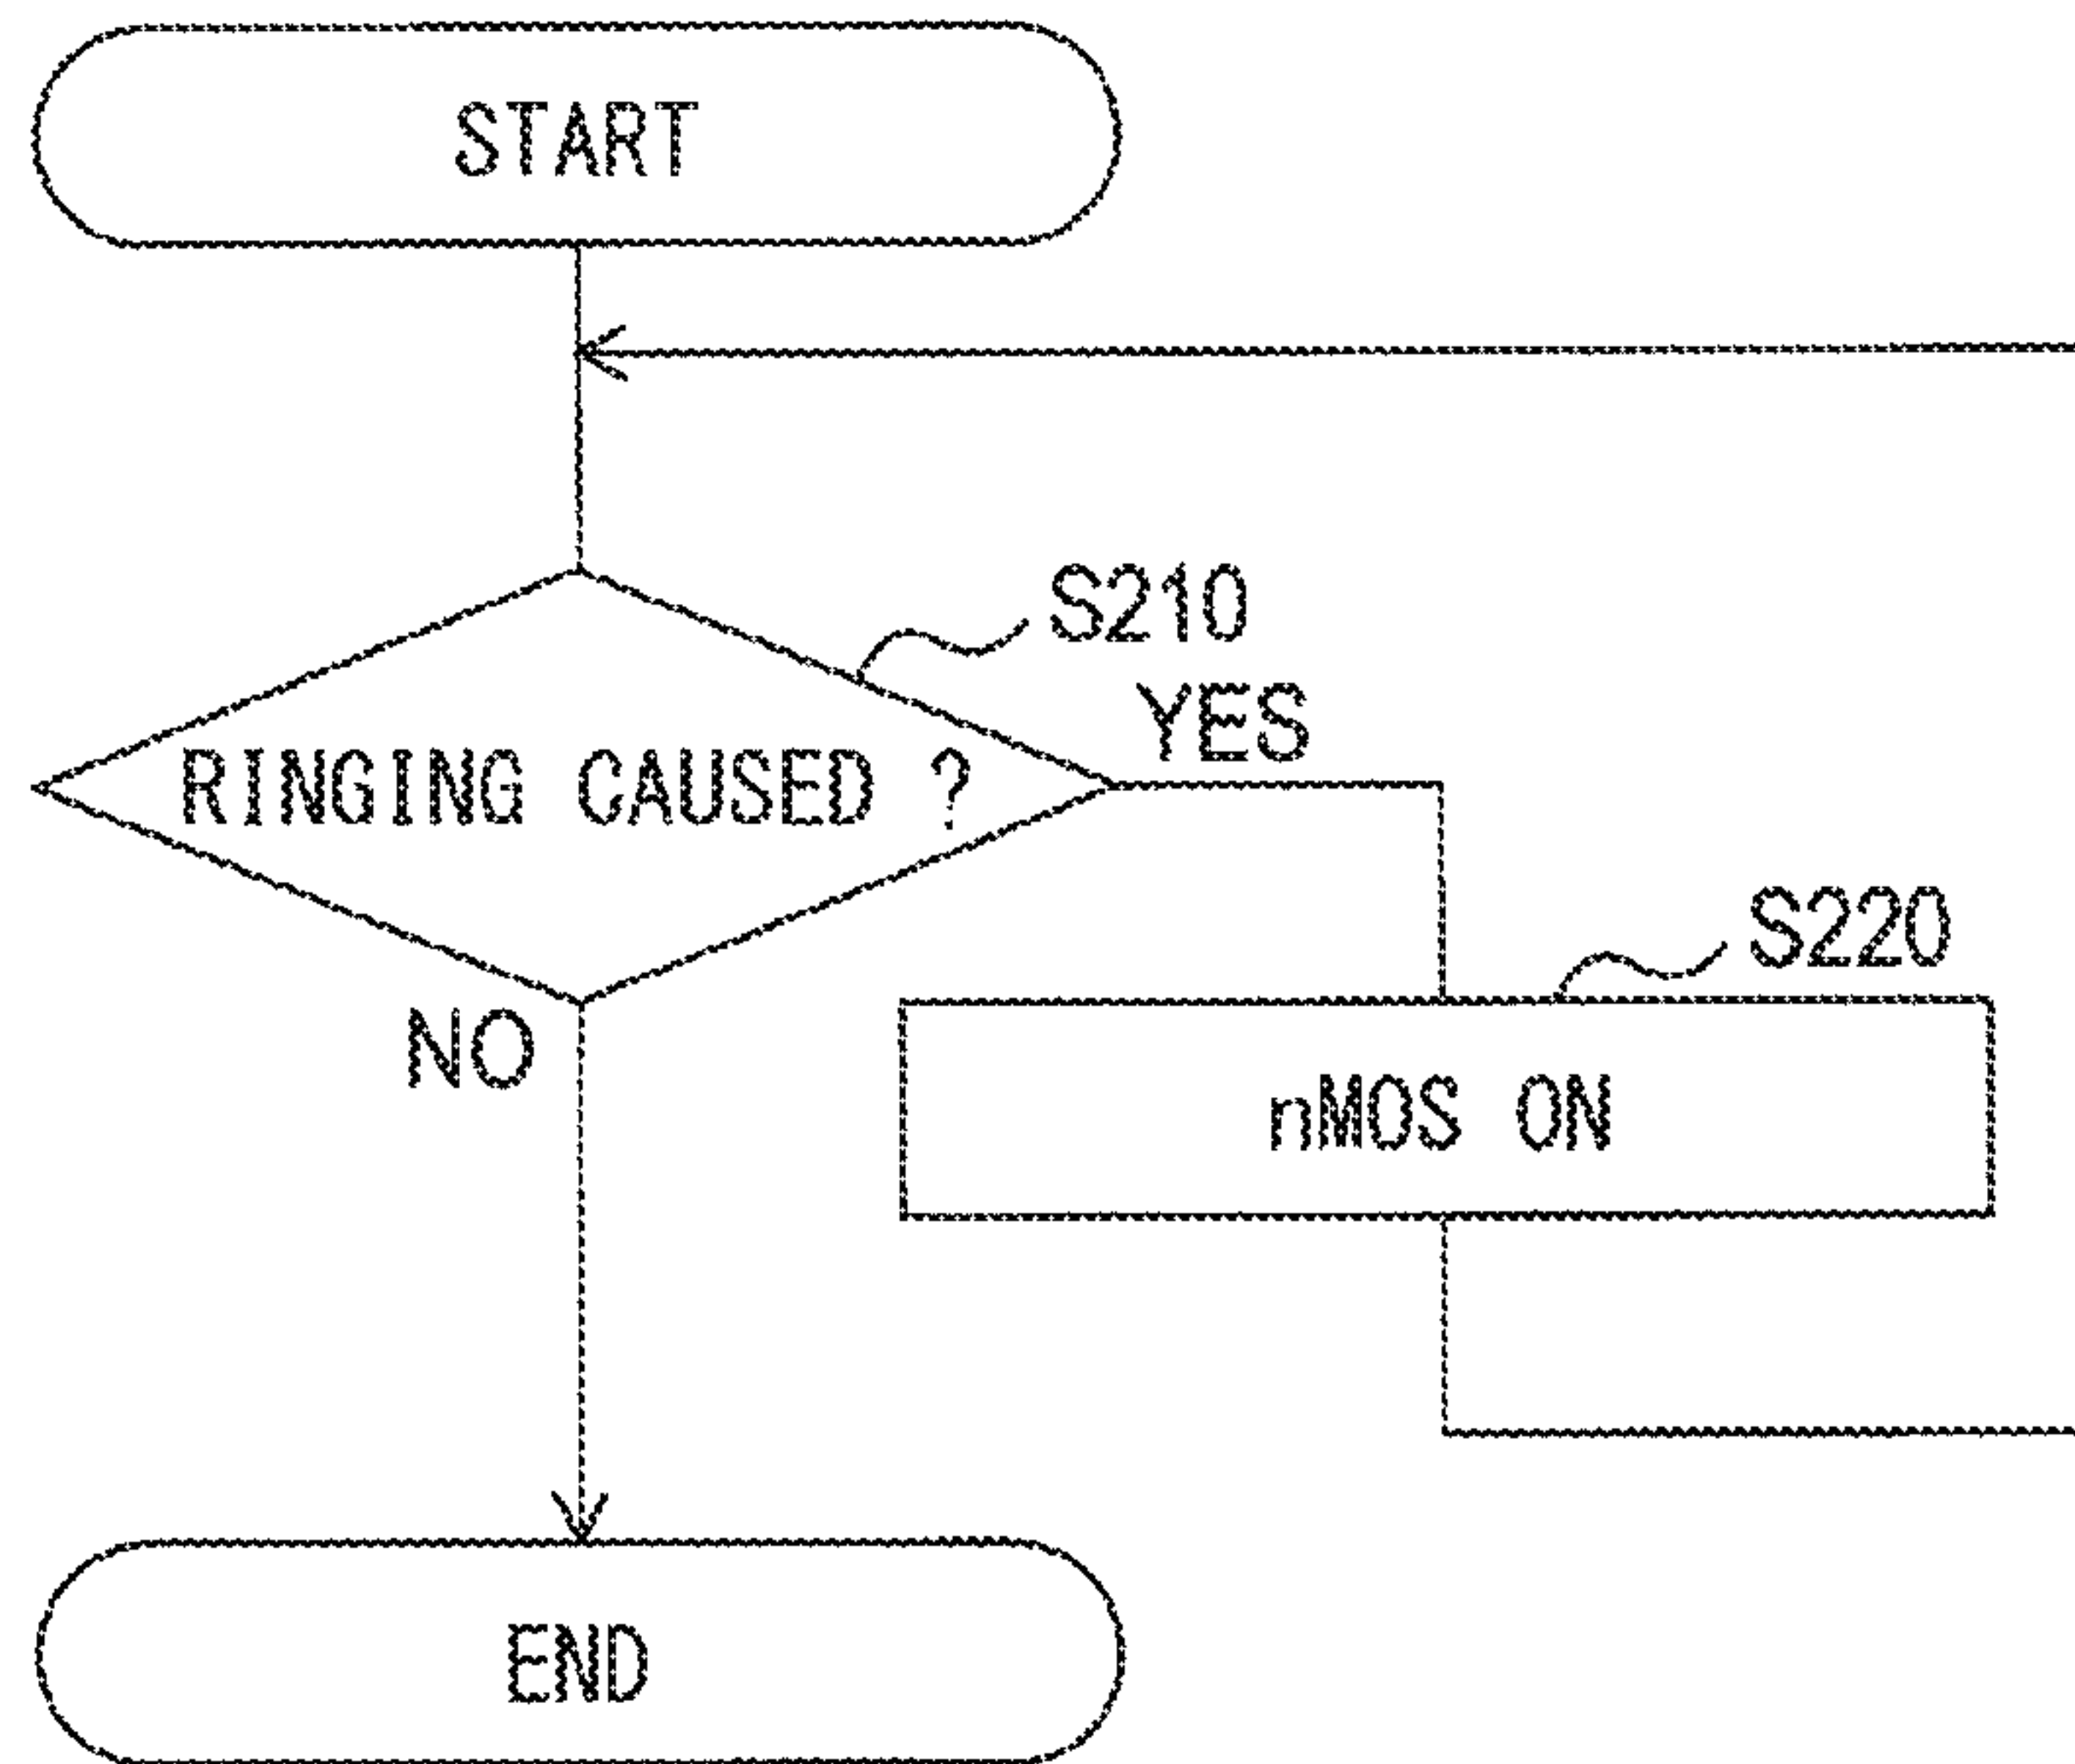 START
S210
YES
RINGING CAUSED ?
S220
NO
nMOS ON
END